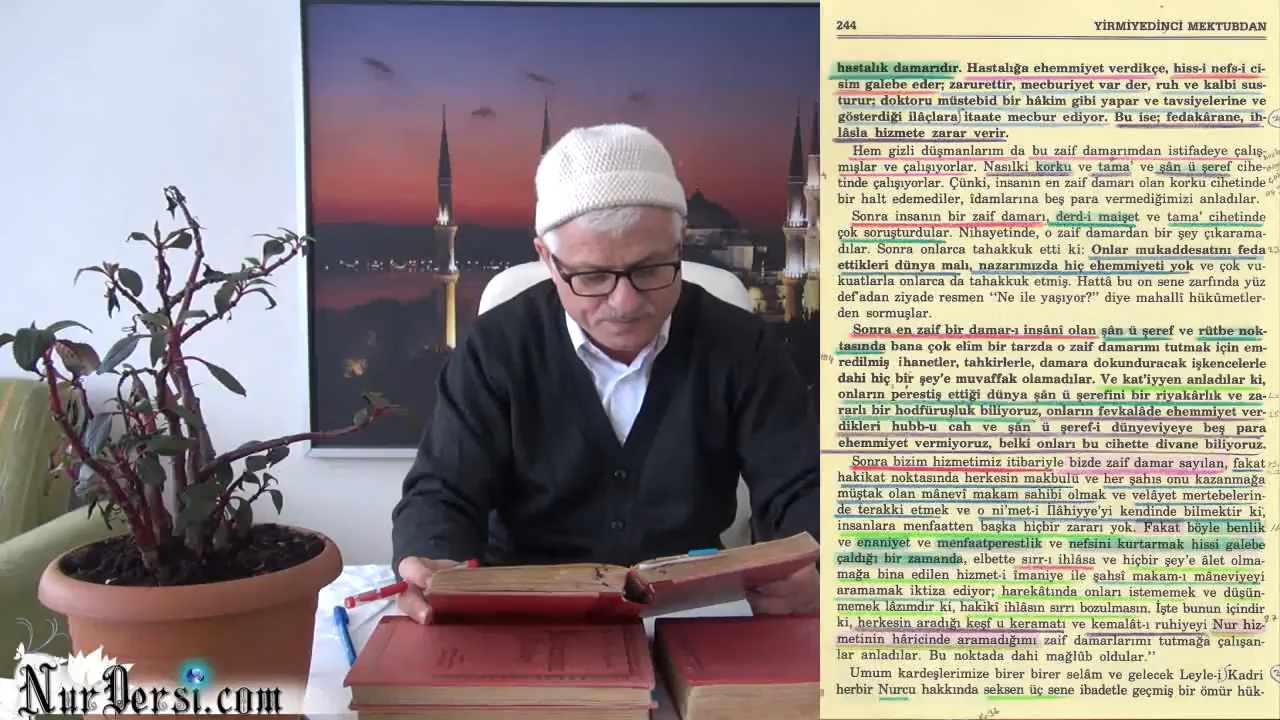 244 YİRMİYEDİNCİ MEKTUBDAN
hastalık damarıdır. Hastalığa ehemmiyet verdikçe, hiss-i nefs-i ci-
sim galebe eder; zarurettir, mecburiyet var der, ruh ve kalbi sus-
turur; doktoru müstebid bir hâkim gibi yapar ve tavsiyelerine ve
gösterdiği ilâçlara itaate mecbur ediyor. Bu ise; fedakârane, ih-
lâsla hizmete zarar verir.
Hem gizli düşmanlarım da bu zaif damarımdan istifadeye çalış-
mışlar ve çalışıyorlar. Nasılki korku ve tama' ve şân ü şeref cihe-
tinde çalışıyorlar. Çünki, insanın en zaif damarı olan korku cihetinde
bir halt edemediler, îdamlarına beş para vermediğimizi anladılar.
Sonra insanın bir zaif damarı, derd-i maişet ve tama' cihetinde
çok soruşturdular. Nihayetinde, o zaif damardan bir şey çıkarama-
dılar. Sonra onlarca tahakkuk etti ki: Onlar mukaddesatını feda
ettikleri dünya malı, nazarımızda hiç ehemmiyeti yok ve çok vu-
kuatlarla onlarca da tahakkuk etmiş. Hattâ bu on sene zarfında yüz
def'adan ziyade resmen "Ne ile yaşıyor?" diye mahallî hükûmetler-
den sormuşlar.
Sonra en zaif bir damar-ı insânî olan şân ü şeref ve rütbe nok-
tasında bana çok elîm bir tarzda o zaif damarımı tutmak için em-
redilmiş ihanetler, tahkirlerle, damara dokunduracak işkencelerle
dahi hiç bir şey'e muvaffak olamadılar. Ve kat'iyyen anladılar ki,
onların perestiş ettiği dünya şân ü şerefini bir riyakârlık ve za-
rarlı bir hodfürüşluk biliyoruz, onların fevkalâde ehemmiyet ver-
dikleri hubb-u cah ve şân ü şeref-i dünyeviyeye beş para
ehemmiyet vermiyoruz, belki onları bu cihette divane biliyoruz.
Sonra bizim hizmetimiz itibariyle bizde zaif damar sayılan, fakat
hakikat noktasında herkesin makbulü ve her şahıs onu kazanmağa
müştak olan mânevî makam sahibi olmak ve velâyet mertebelerin-
de terakki etmek ve o ni'met-i İlâhiyye'yi kendinde bilmektir ki,
insanlara menfaatten başka hiçbir zararı yok. Fakat böyle benlik
ve enaniyet ve menfaatperestlik ve nefsini kurtarmak hissi galebe
çaldığı bir zamanda, elbette sırr-ı ihlâsa ve hiçbir şey'e âlet olma-
mağa bina edilen hizmet-i îmaniye ile şahsî makam-ı mâneviyeyi
aramamak iktiza ediyor; harekâtında onları istememek ve düşün-
memek lâzımdır ki, hakikî ihlâsın sırrı bozulmasın. İşte bunun içindir
ki, herkesin aradığı keşf u keramatı ve kemalât-ı ruhiyeyi Nur hiz-
metinin hâricinde aramadığımı zaif damarlarımı tutmağa çalışan-
lar anladılar. Bu noktada dahi mağlûb oldular."
Umum kardeşlerimize birer birer selâm ve gelecek Leyle-i Kadri
herbir Nurcu hakkında seksen üç sene ibadetle geçmiş bir ömür hük-
NurDersi.com